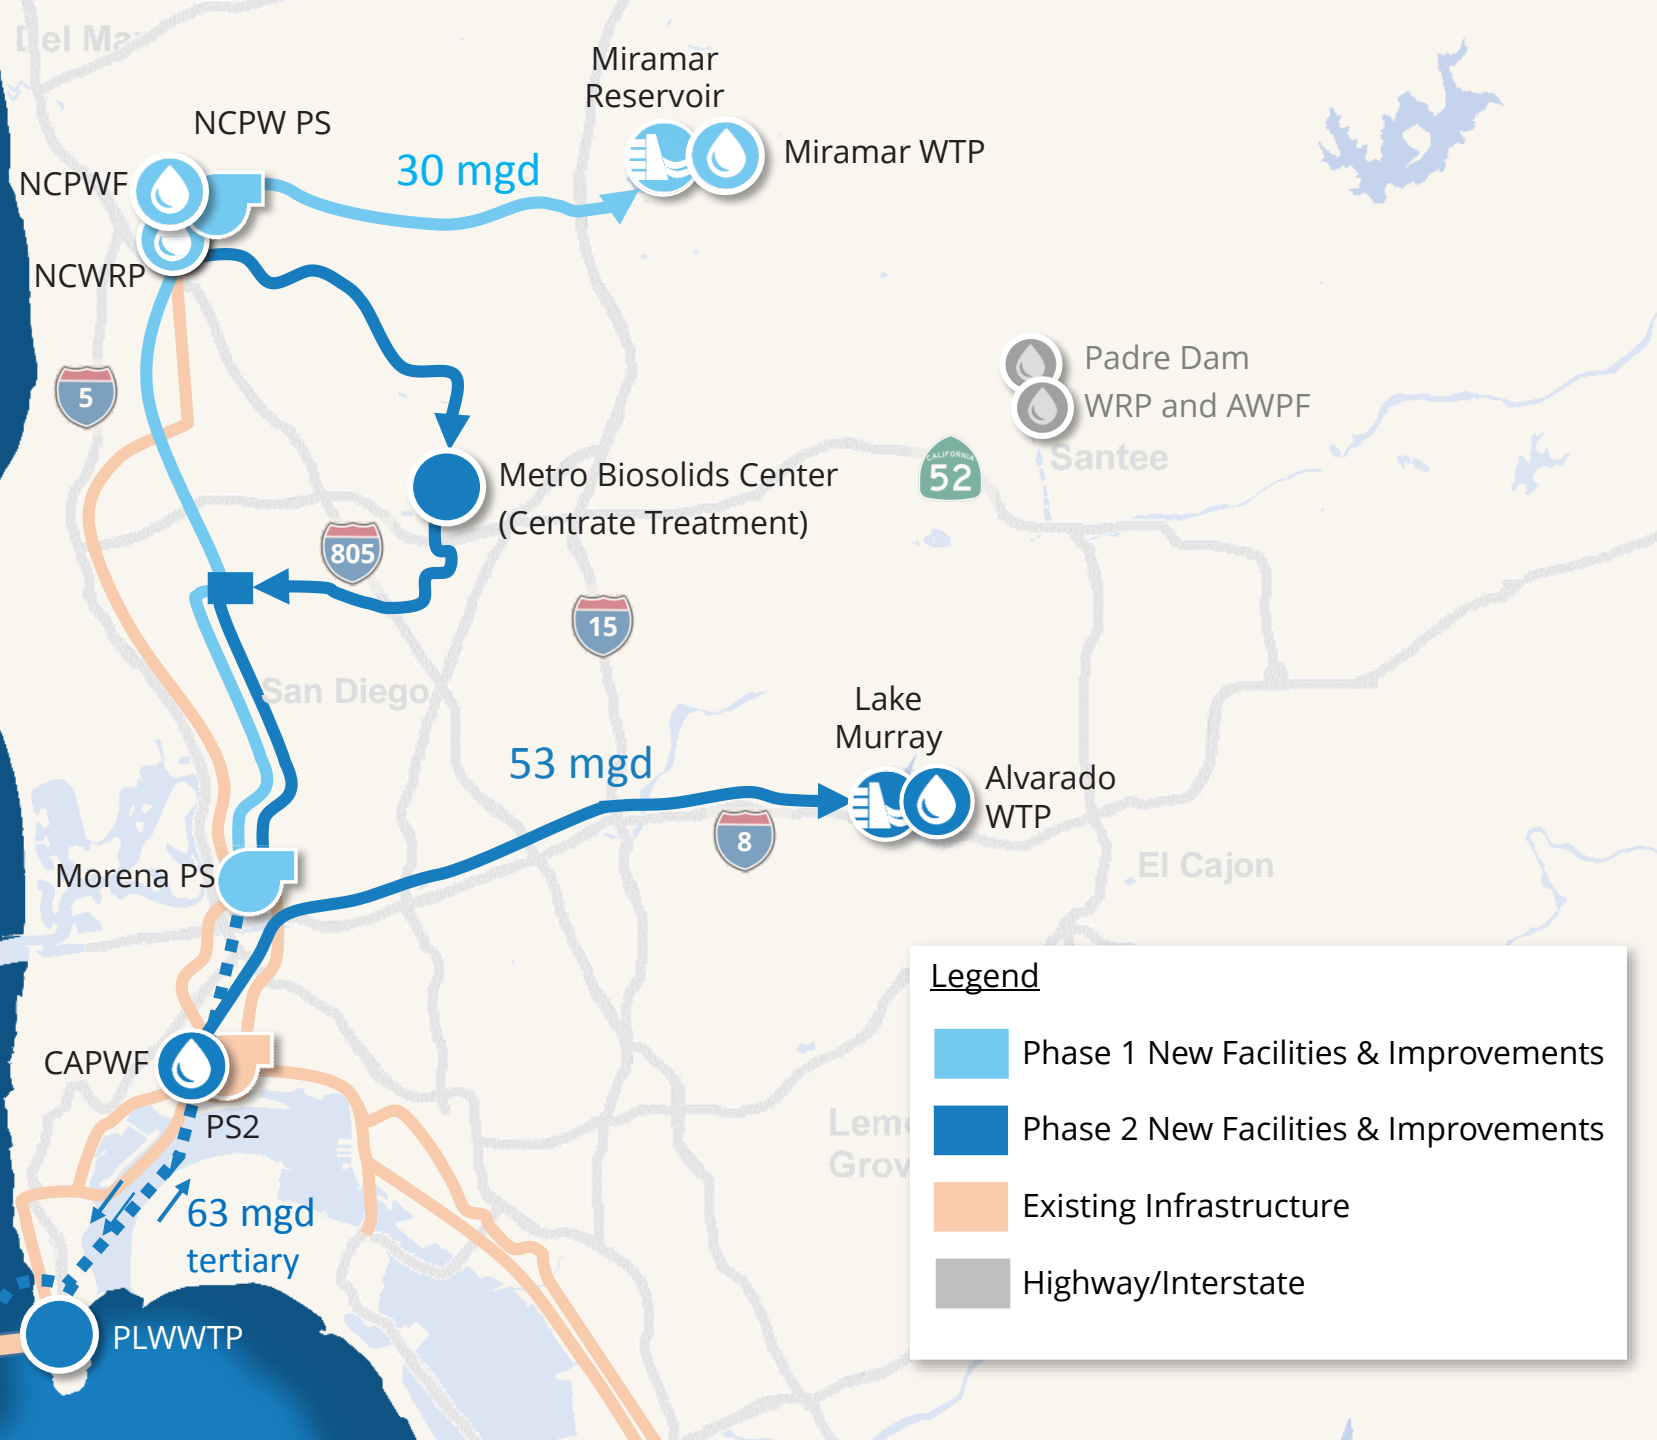 Miramar
Reservoir
NCPW PS
30 mgd
Miramar WTP
NCPWF
NCWRP
5
Padre Dam
WRP and AWPF
Santee
CALIFORNIA
52
Metro Biosolids Center
(Centrate Treatment)
805
15
San Diego
Lake
Murray
53 mgd
Alvarado
WTP
8
El Cajon
Morena PS
CAPWF
PS2
63 mgd
tertiary
PLWWTP
Legend
Phase 1 New Facilities & Improvements
Phase 2 New Facilities & Improvements
Existing Infrastructure
Highway/Interstate